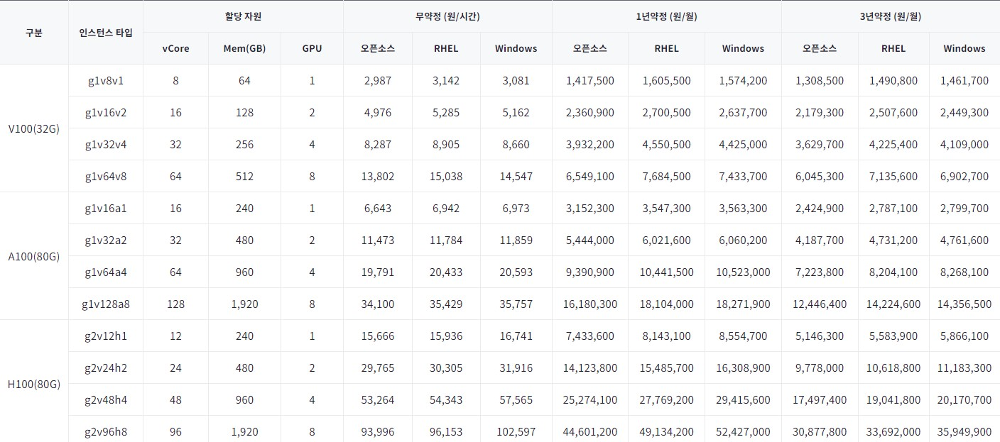 구분 인스턴스 타입 할당 자원 무약정 (원/시간) 1년약정 (원/월) 3년약정 (원/월)
vCore Mem(GB) GPU 오픈소스 RHEL Windows 오픈소스 RHEL Windows 오픈소스 RHEL Windows
V100(32G)
g1v8v1 8 64 1 2,987 3,142 3,081 1,417,500 1,605,500 1,574,200 1,308,500 1,490,800 1,461,700
g1v16v2 16 128 2 4,976 5,285 5,162 2,360,900 2,700,500 2,637,700 2,179,300 2,507,600 2,449,300
g1v32v4 32 256 4 8,287 8,905 8,660 3,932,200 4,550,500 4,425,000 3,629,700 4,225,400 4,109,000
g1v64v8 64 512 8 13,802 15,038 14,547 6,549,100 7,684,500 7,433,700 6,045,300 7,135,600 6,902,700
A100(80G)
g1v16a1 16 240 1 6,643 6,942 6,973 3,152,300 3,547,300 3,563,300 2,424,900 2,787,100 2,799,700
g1v32a2 32 480 2 11,473 11,784 11,859 5,444,000 6,021,600 6,060,200 4,187,700 4,731,200 4,761,600
g1v64a4 64 960 4 19,791 20,433 20,593 9,390,900 10,441,500 10,523,000 7,223,800 8,204,100 8,268,100
g1v128a8 128 1,920 8 34,100 35,429 35,757 16,180,300 18,104,000 18,271,900 12,446,400 14,224,600 14,356,500
H100(80G)
g2v12h1 12 240 1 15,666 15,936 16,741 7,433,600 8,143,100 8,554,700 5,146,300 5,583,900 5,866,100
g2v24h2 24 480 2 29,765 30,305 31,916 14,123,800 15,485,700 16,308,900 9,778,000 10,618,800 11,183,300
g2v48h4 48 960 4 53,264 54,343 57,565 25,274,100 27,769,200 29,415,600 17,497,400 19,041,800 20,170,700
g2v96h8 96 1,920 8 93,996 96,153 102,597 44,601,200 49,134,200 52,427,000 30,877,800 33,692,000 35,949,900